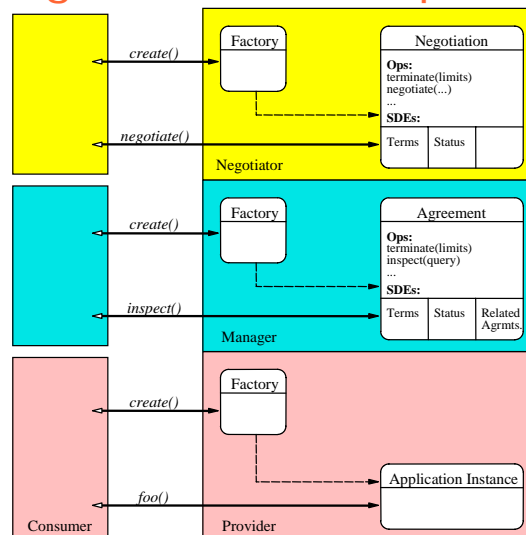 create()
Factory
Negotiation
Ops:
terminate(limits)
negotiate(...)
...
SDEs:
negotiate()
Terms
Status
Negotiator
create()
Factory
Agreement
Ops:
terminate(limits)
inspect(query)
...
SDEs:
inspect()
Terms
Status
Related
Agrmts.
Manager
create()
Factory
Application Instance
foo()
Consumer
Provider